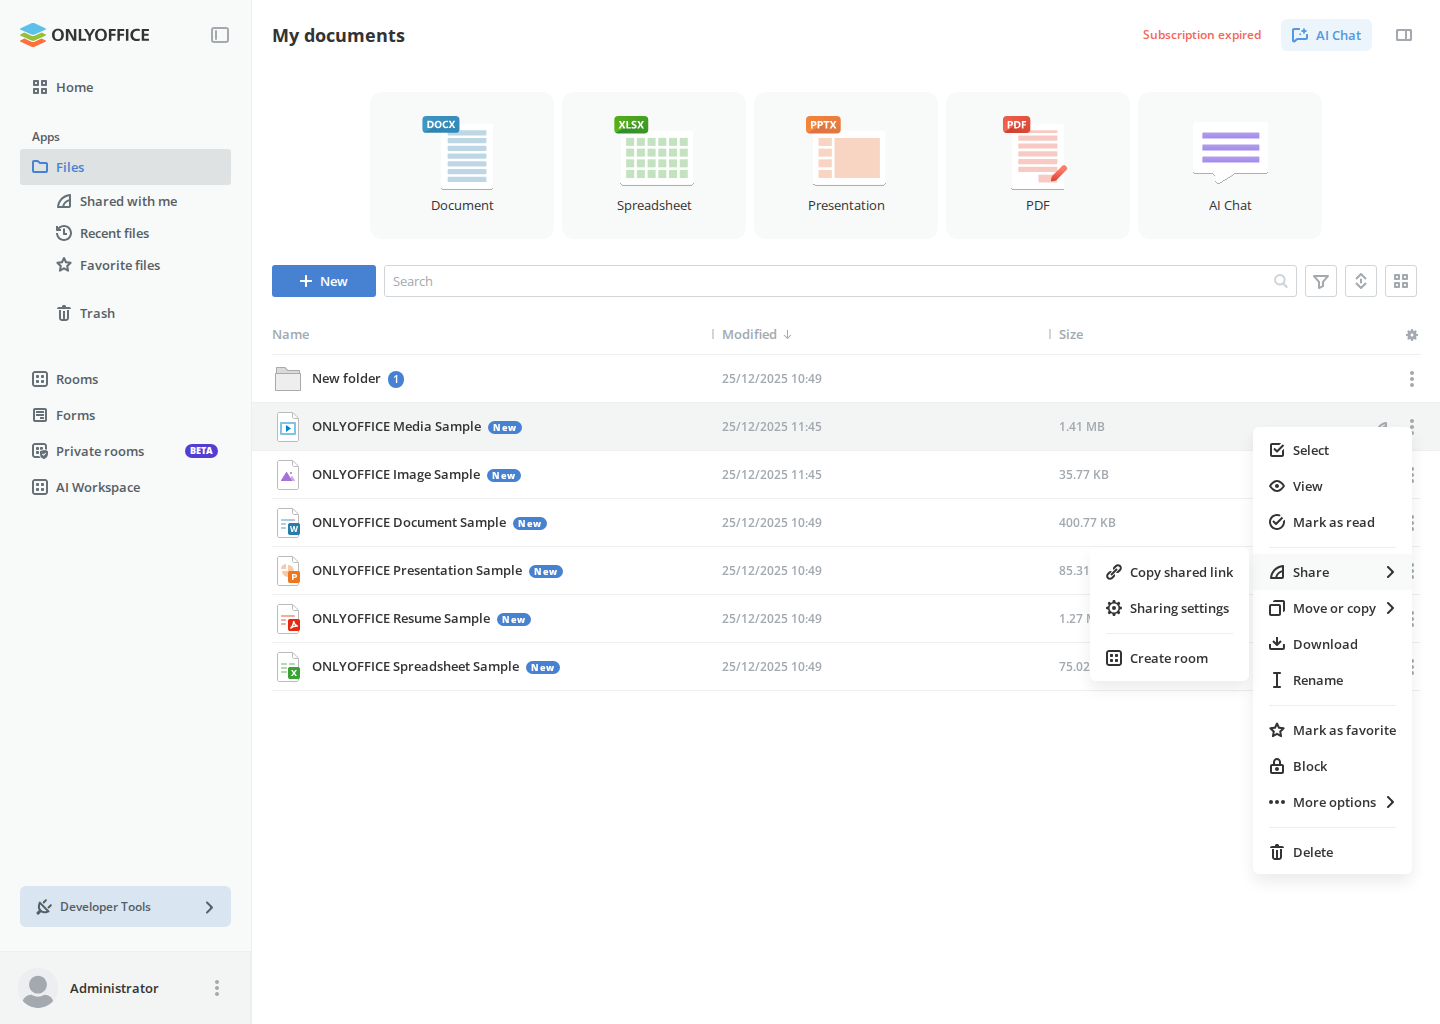 ONLYOFFICE
Home
Apps
Files
Shared with me
Recent files
Favorite files
Trash
Rooms
Forms
Private rooms BETA
AI Workspace
Developer Tools
Administrator
My documents
Subscription expired
AI Chat
DOCX
Document
XLSX
Spreadsheet
PPTX
Presentation
PDF
PDF
AI Chat
New
Search
Name Modified Size
New folder 1 25/12/2025 10:49
ONLYOFFICE Media Sample New 25/12/2025 11:45 1.41 MB
ONLYOFFICE Image Sample New 25/12/2025 11:45 35.77 KB
ONLYOFFICE Document Sample New 25/12/2025 10:49 400.77 KB
W
ONLYOFFICE Presentation Sample New 25/12/2025 10:49 85.31
P
ONLYOFFICE Resume Sample New 25/12/2025 10:49 1.27
ONLYOFFICE Spreadsheet Sample New 25/12/2025 10:49 75.02
X
Copy shared link
Sharing settings
Create room
Select
View
Mark as read
Share
Move or copy
Download
Rename
Mark as favorite
Block
More options
Delete